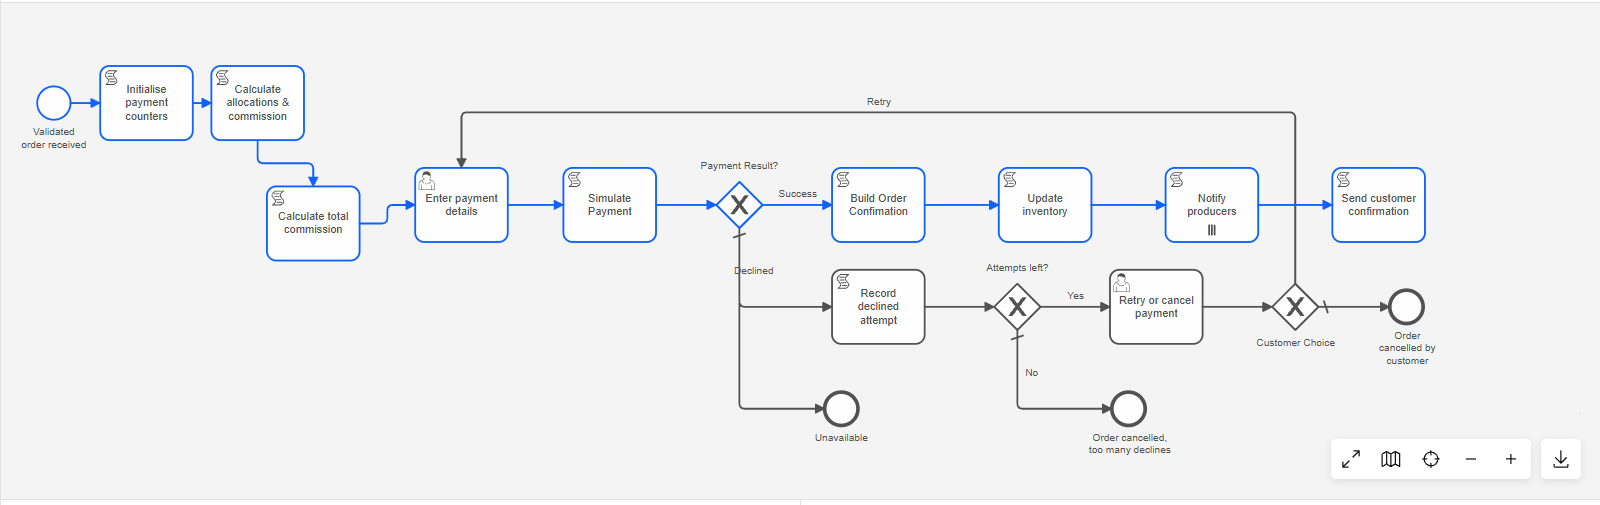 Initialise
payment
counters
Calculate
allocations &
commission
Validated
order received
Retry
Payment Result?
Calculate total
commission
Enter payment
details
Simulate
Payment
Success
Build Order
Confimation
Update
inventory
Notify
producers
Send customer
confirmation
Declined
Attempts left?
Record
declined
attempt
Yes
Retry or cancel
payment
Customer Choice
Order
cancelled by
customer
No
Unavailable
Order cancelled,
too many declines